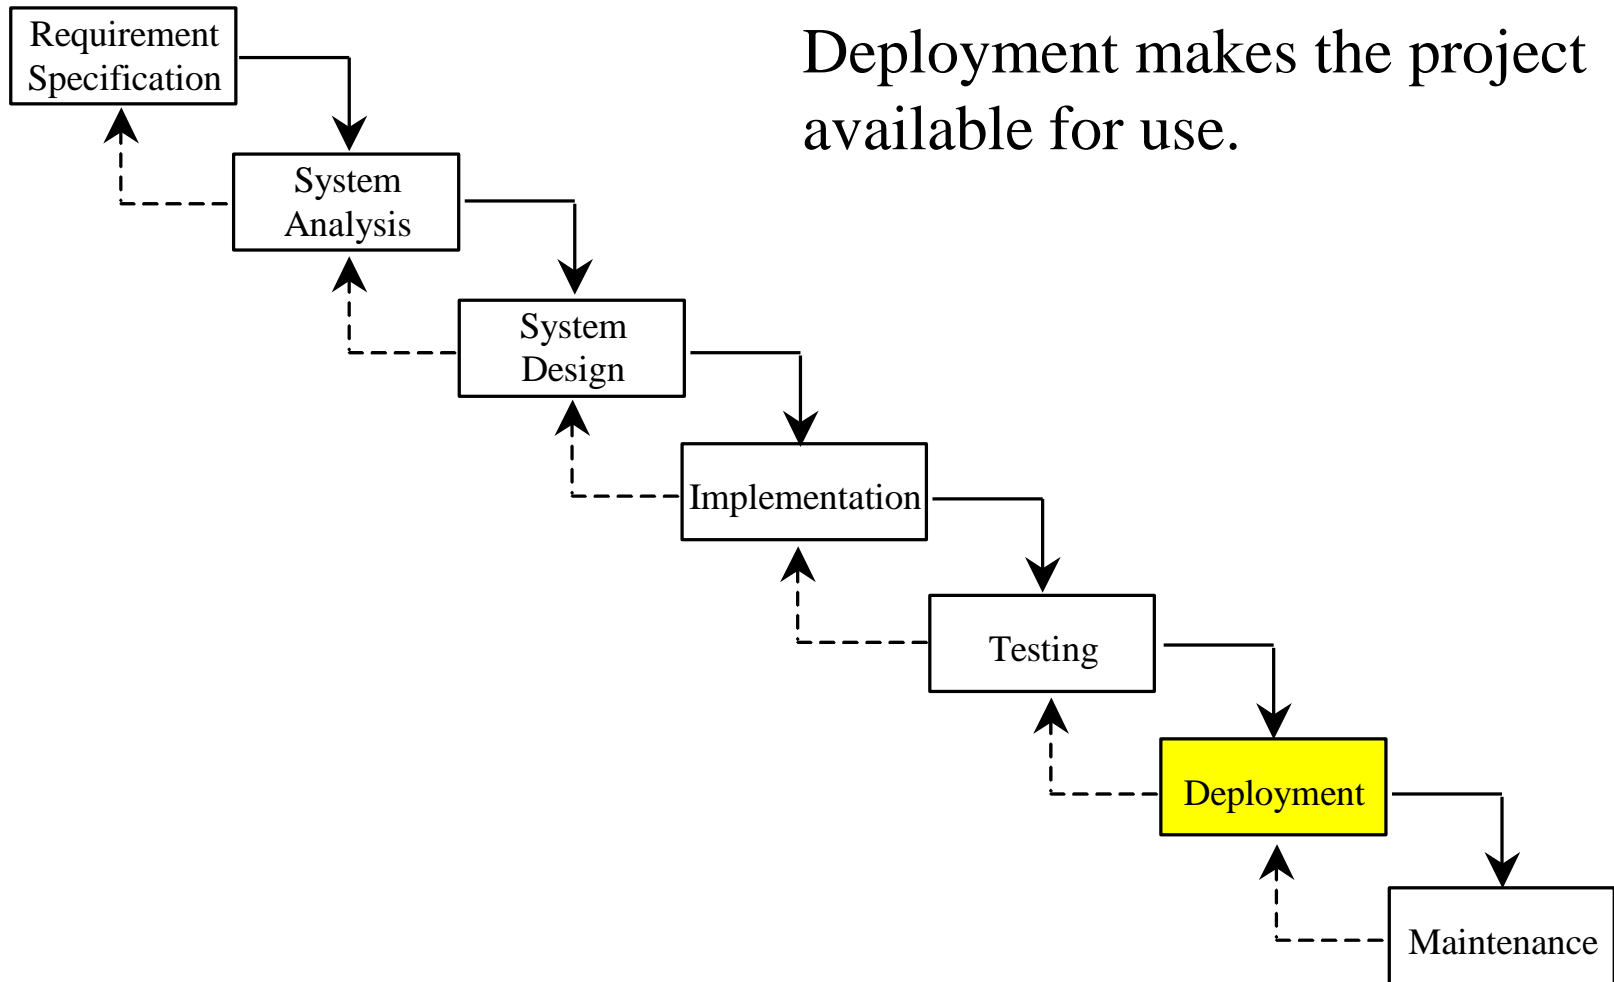 Deployment makes the project
available for use.
Requirement
Specification
System
Analysis
System
Design
Implementation
Testing
Deployment
Maintenance